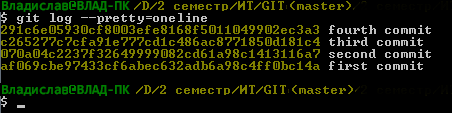 Владислав@ВЛАД-ПК /D/2 семестр/ИТ/GIT (master)
$ git log --pretty=oneline
291c6e05930cf8003efe8168f5011049902ec3a3 fourth commit
c265277c7cfa91e777cd1c486ac8771850d181c4 third commit
070a04c2237f32649999082cd61a98c1413116a7 second commit
af069cbe97433cf6abec632adb6a98c4ff0bc14a first commit
Владислав@ВЛАД-ПК /D/2 семестр/ИТ/GIT (master)
$